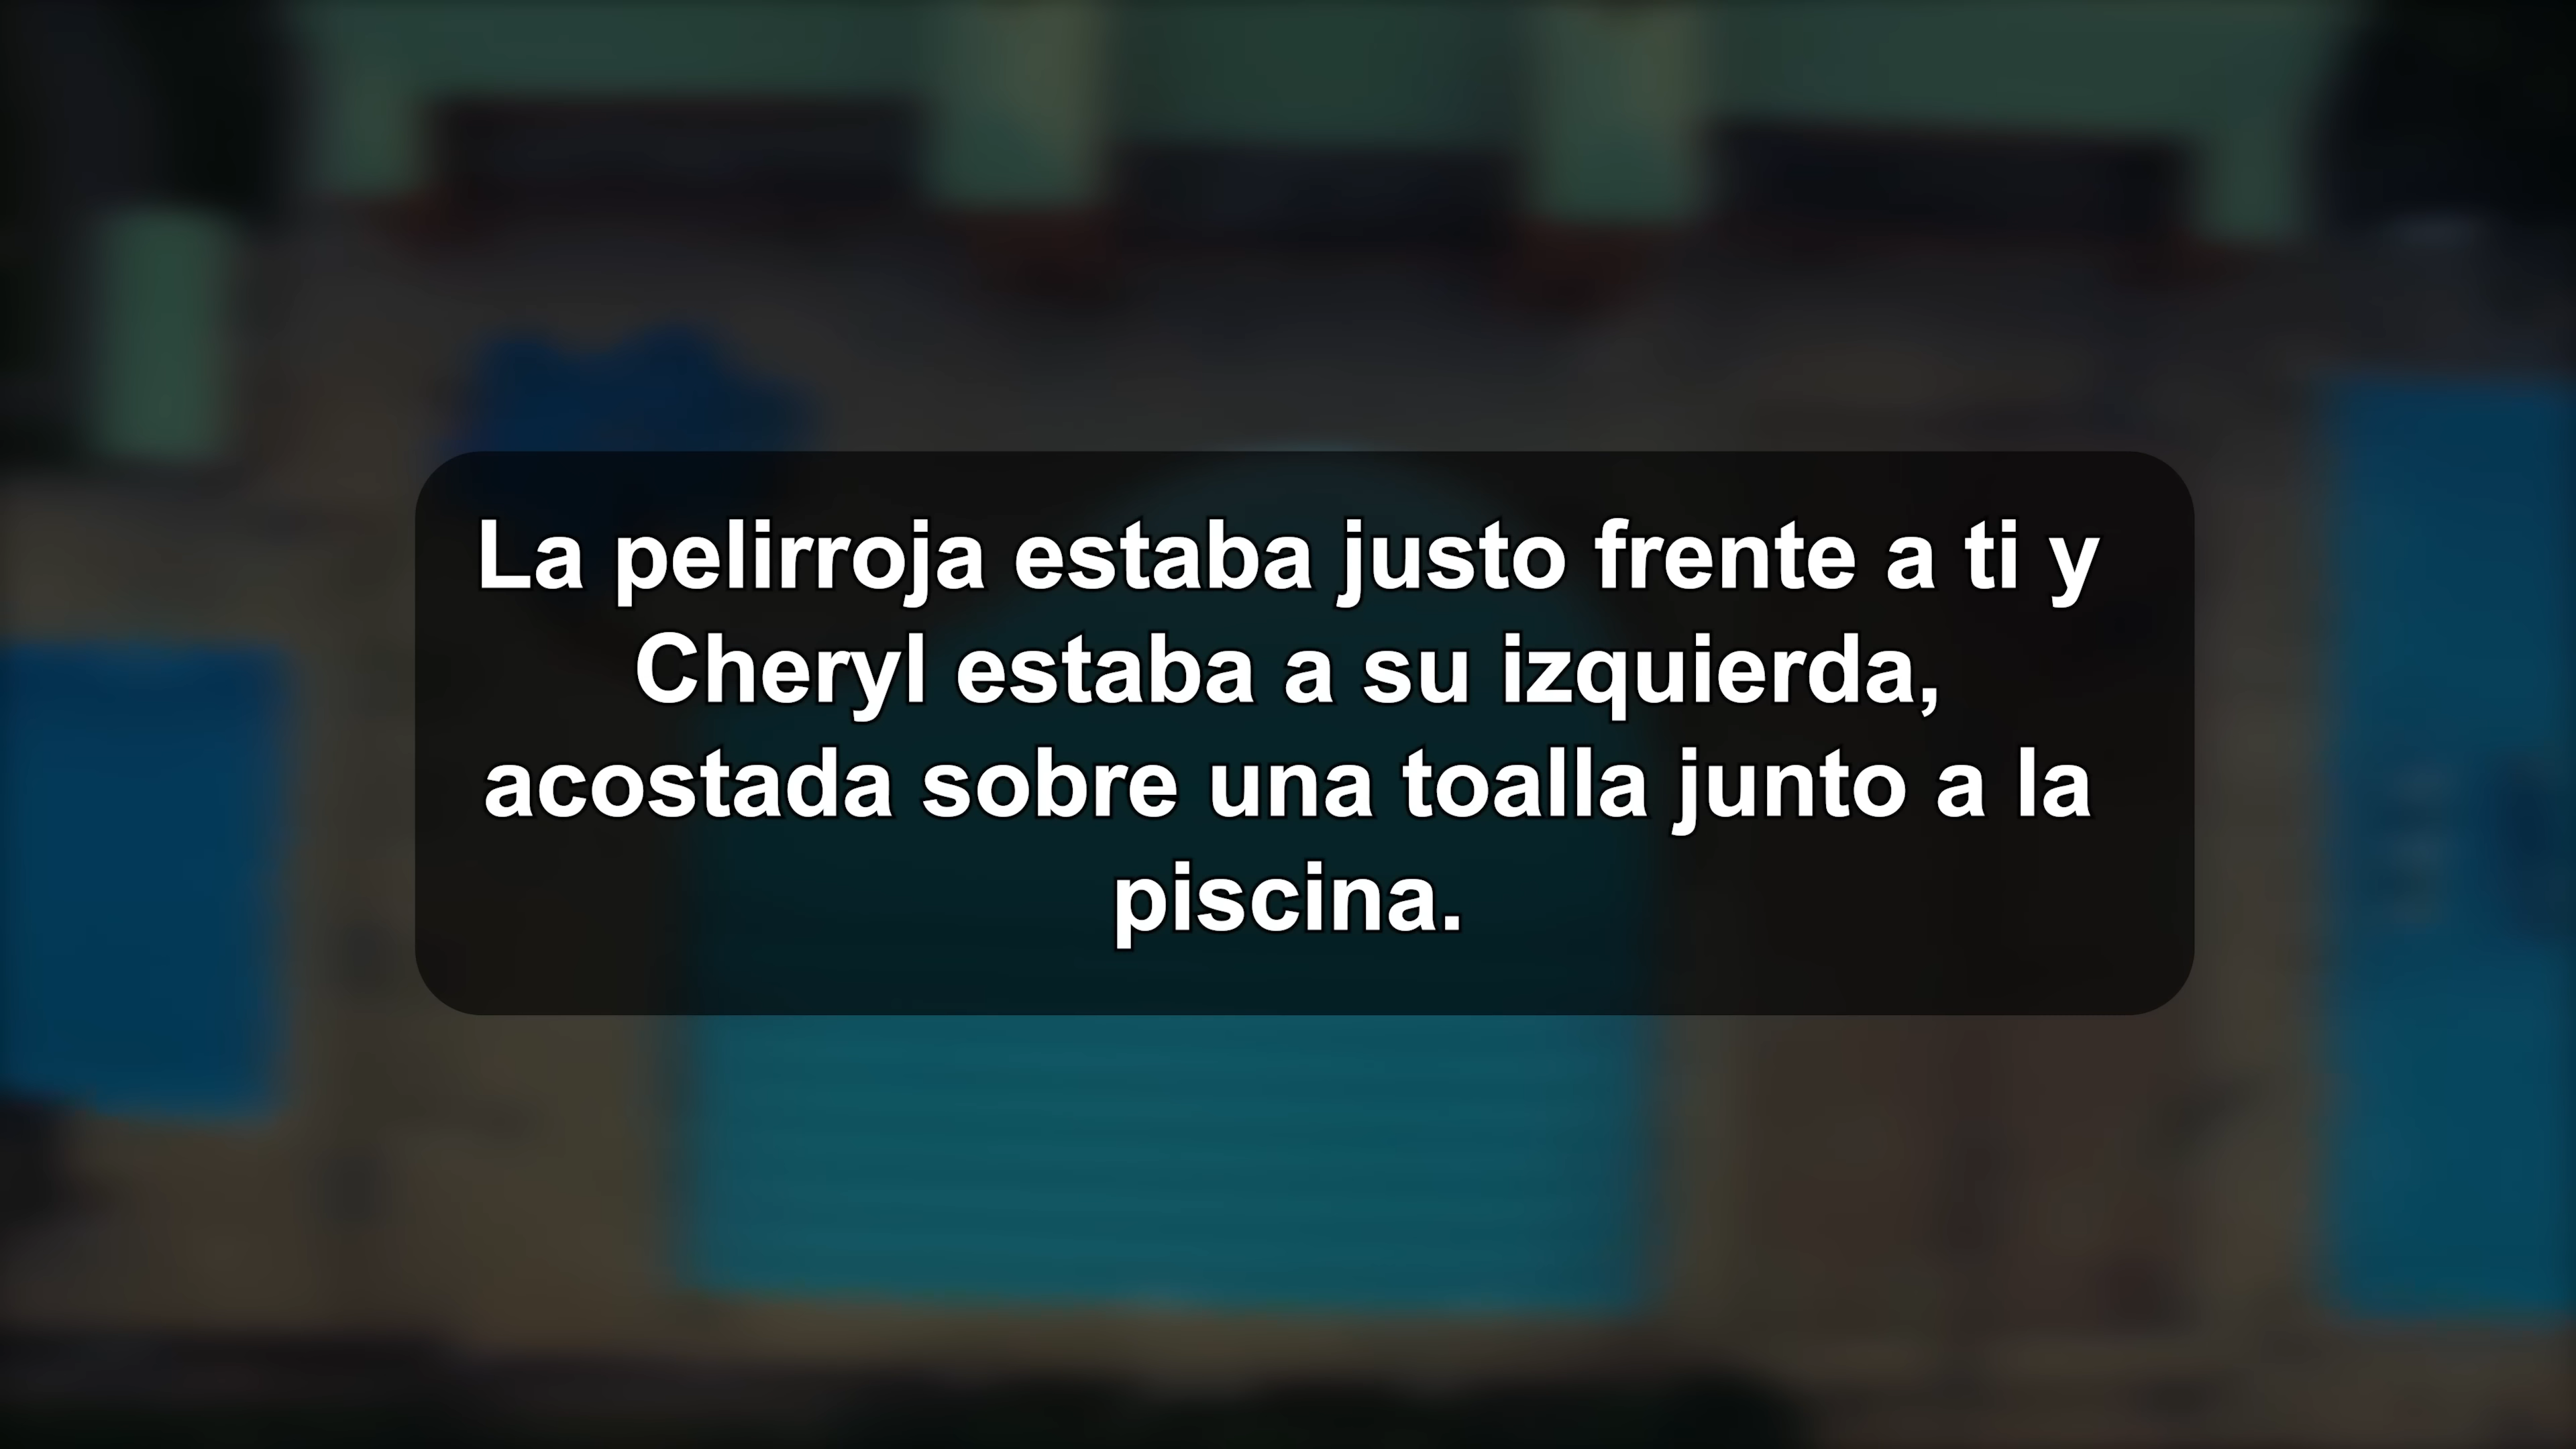 La pelirroja estaba justo frente a ti y
Cheryl estaba a su izquierda,
acostada sobre una toalla junto a la
piscina.